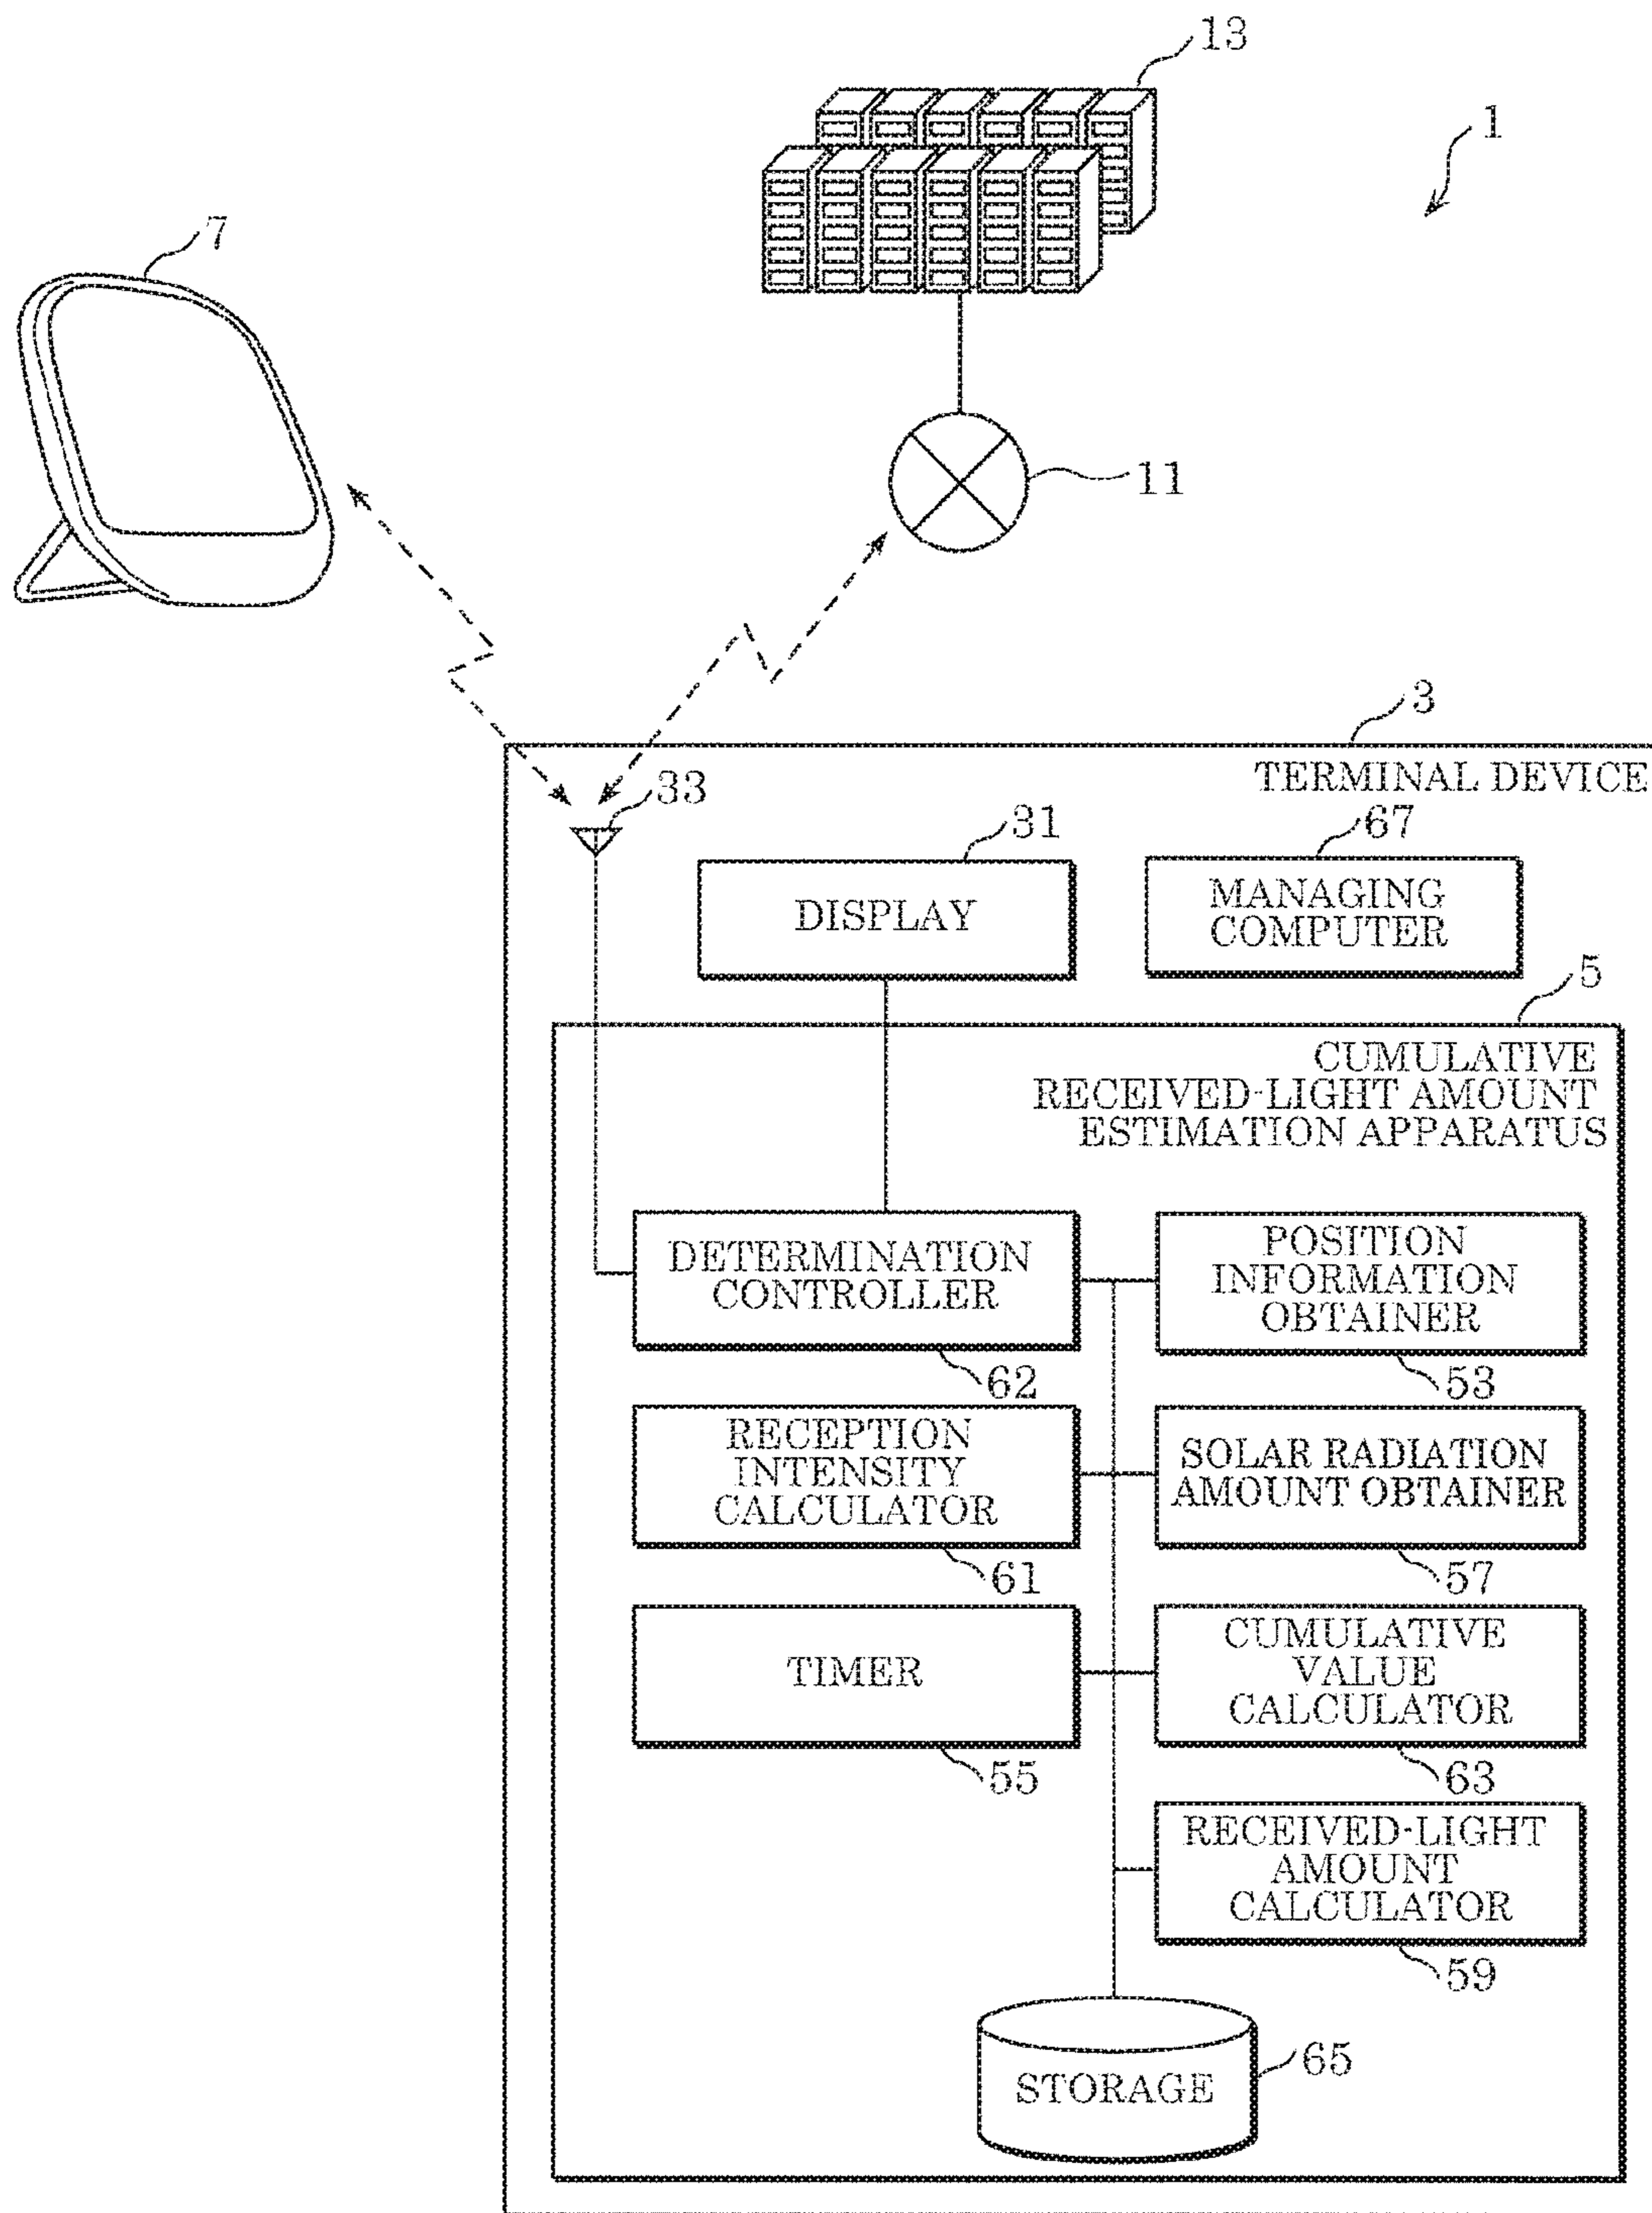 13
1
7
11
3
TERMINAL DEVICE
33
31
67
DISPLAY
MANAGING
COMPUTER
5
CUMULATIVE
RECEIVED-LIGHT AMOUNT
ESTIMATION APPARATUS
DETERMINATION
CONTROLLER
62
POSITION
INFORMATION
OBTAINER
53
RECEPTION
INTENSITY
CALCULATOR
61
SOLAR RADIATION
AMOUNT OBTAINER
57
TIMER
55
CUMULATIVE
VALUE
CALCULATOR
63
RECEIVED-LIGHT
AMOUNT
CALCULATOR
59
STORAGE
65